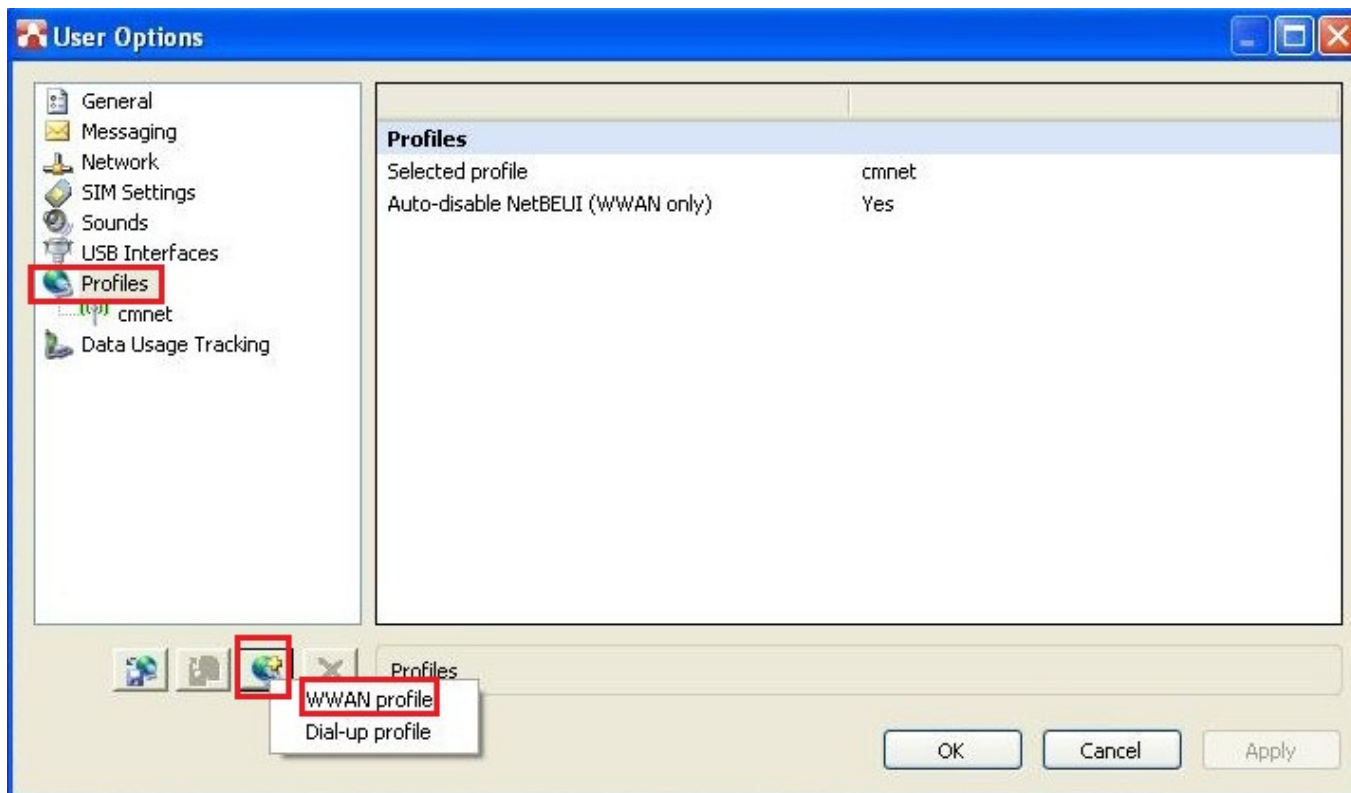 User Options
General
Messaging
Network
SIM Settings
Sounds
USB Interfaces
Profiles
cmnet
Data Usage Tracking
Profiles
Selected profile cmnet
Auto-disable NetBEUI (WWAN only) Yes
Profiles
WWAN profile
Dial-up profile
OK Cancel Apply